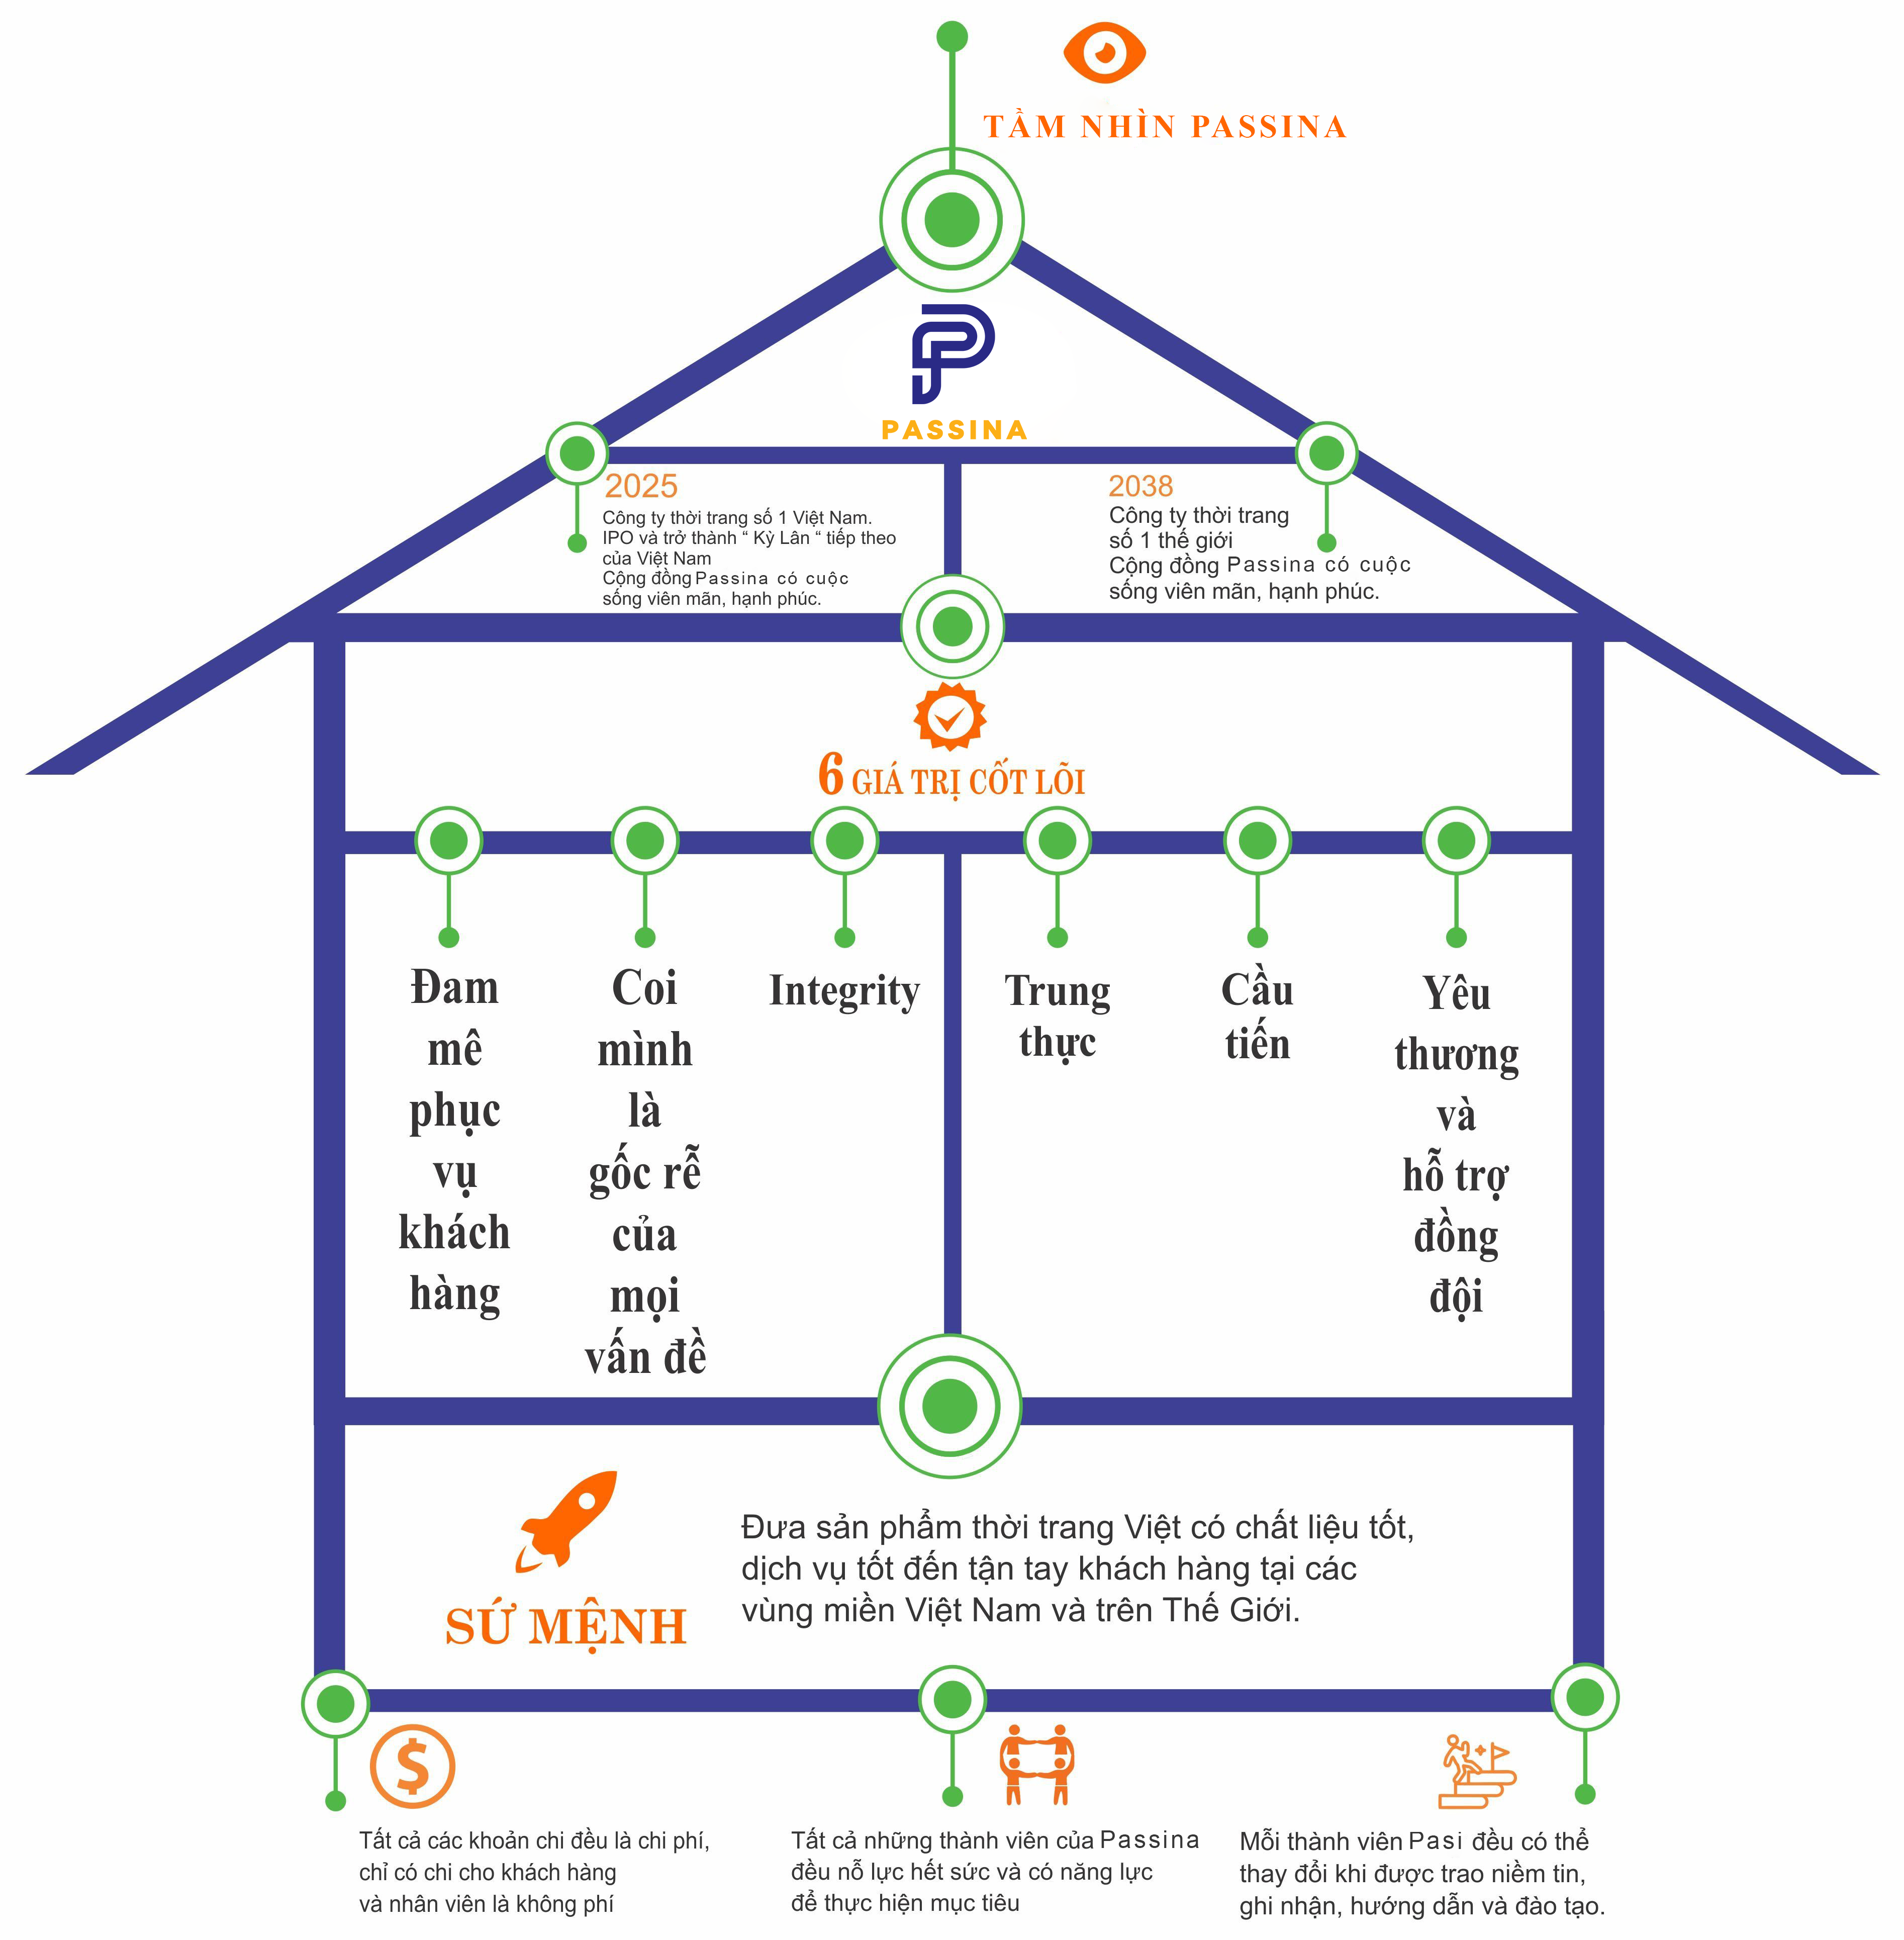 TẦM NHÌN PASSINA
PASSINA
2025
Công ty thời trang số 1 Việt Nam.
IPO và trở thành “ Kỳ Lân “ tiếp theo
của Việt Nam
Cộng đồng Passina có cuộc
sống viên mãn, hạnh phúc.
2038
Công ty thời trang
số 1 thế giới
Cộng đồng Passina có cuộc
sống viên mãn, hạnh phúc.
6 GIÁ TRỊ CỐT LÕI
Đam
mê
phục
vụ
khách
hàng
Coi
mình
là
gốc rễ
của
mọi
vấn đề
Integrity
Trung
thực
Cầu
tiến
Yêu
thương
và
hỗ trợ
đồng
đội
SỨ MỆNH
Đưa sản phẩm thời trang Việt có chất liệu tốt,
dịch vụ tốt đến tận tay khách hàng tại các
vùng miền Việt Nam và trên Thế Giới.
Tất cả các khoản chi đều là chi phí,
chỉ có chi cho khách hàng
và nhân viên là không phí
Tất cả những thành viên của Passina
đều nỗ lực hết sức và có năng lực
để thực hiện mục tiêu
Mỗi thành viên Pasi đều có thể
thay đổi khi được trao niềm tin,
ghi nhận, hướng dẫn và đào tạo.